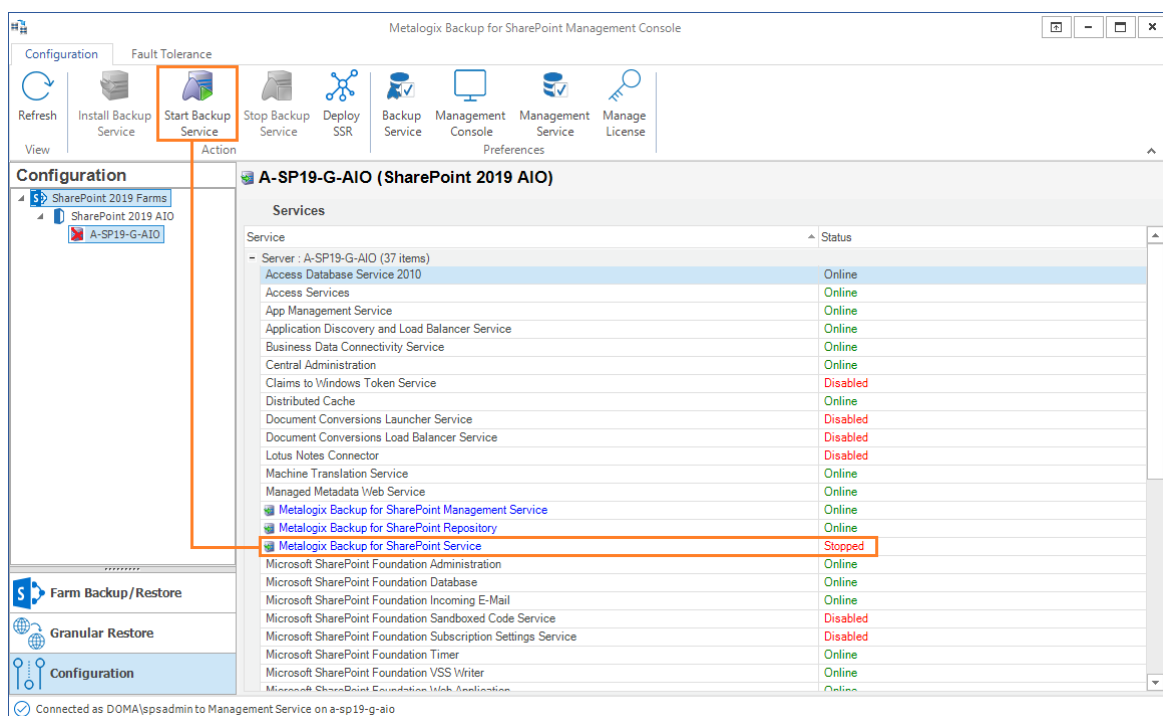 Metalogix Backup for SharePoint Management Console
Configuration Fault Tolerance
Refresh Install Backup Service Start Backup Service Stop Backup Service Deploy SSR Backup Service Management Console Management Service Manage License
View Action Preferences
Configuration
SharePoint 2019 Farms
SharePoint 2019 AIO
A-SP19-G-AIO
A-SP19-G-AIO (SharePoint 2019 AIO)
Services
Service Status
Server : A-SP19-G-AIO (37 items)
Access Database Service 2010 Online
Access Services Online
App Management Service Online
Application Discovery and Load Balancer Service Online
Business Data Connectivity Service Online
Central Administration Online
Claims to Windows Token Service Disabled
Distributed Cache Online
Document Conversions Launcher Service Disabled
Document Conversions Load Balancer Service Disabled
Lotus Notes Connector Disabled
Machine Translation Service Online
Managed Metadata Web Service Online
Metalogix Backup for SharePoint Management Service Online
Metalogix Backup for SharePoint Repository Online
Metalogix Backup for SharePoint Service Stopped
Microsoft SharePoint Foundation Administration Online
Microsoft SharePoint Foundation Database Online
Microsoft SharePoint Foundation Incoming E-Mail Online
Microsoft SharePoint Foundation Sandboxed Code Service Disabled
Microsoft SharePoint Foundation Subscription Settings Service Disabled
Microsoft SharePoint Foundation Timer Online
Microsoft SharePoint Foundation VSS Writer Online
Microsoft SharePoint Foundation Web Application Online
Farm Backup/Restore
Granular Restore
Configuration
Connected as DOMA\spsadmin to Management Service on a-sp19-g-aio